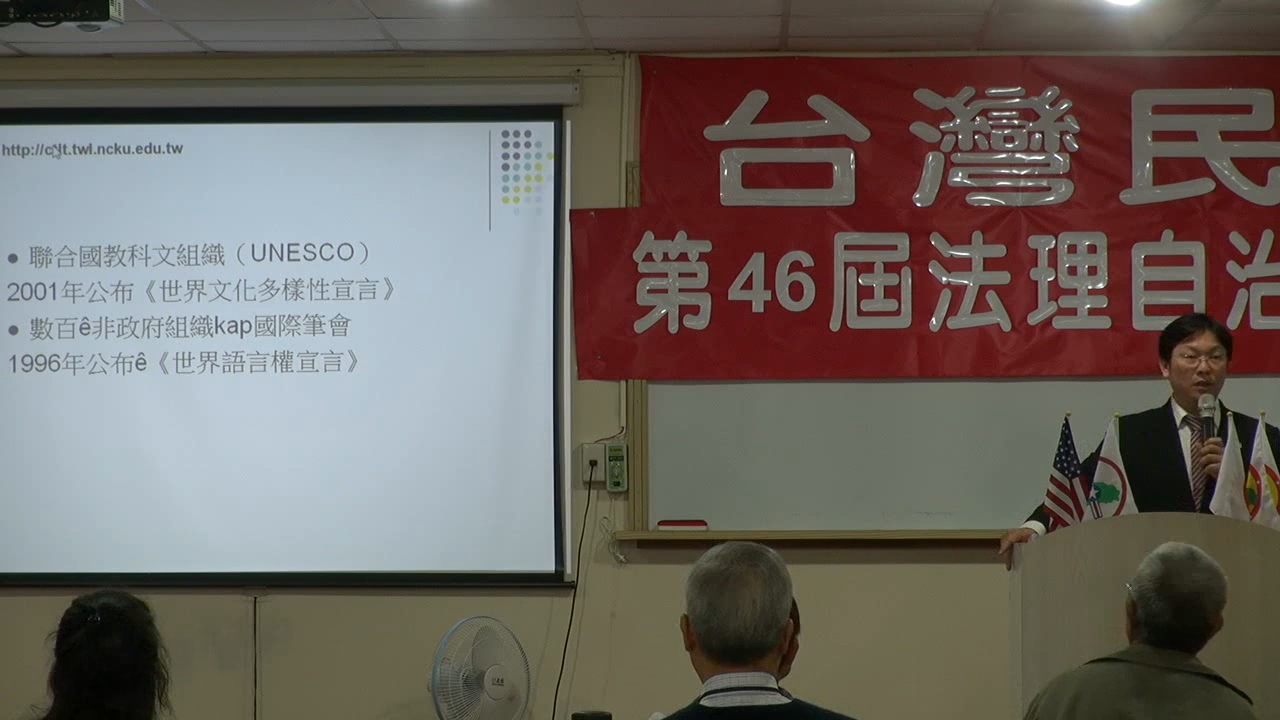 http://cylt.twl.ncku.edu.tw
● 聯合國教科文組織（UNESCO）
2001年公布《世界文化多樣性宣言》
● 數百ê非政府組織kap國際筆會
1996年公布ê《世界語言權宣言》
台灣民
第46屆法理自治